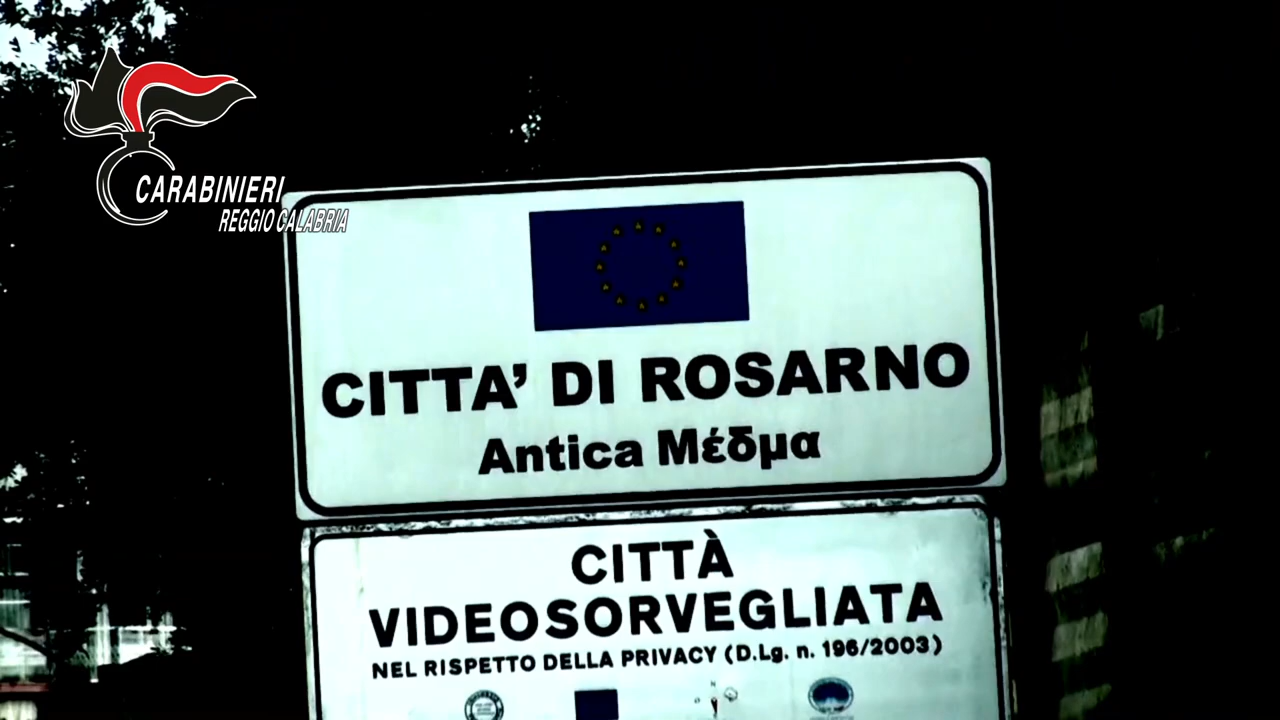 CARABINIERI
REGGIO CALABRIA
CITTA' DI ROSARNO
Antica Μέδμα
CITTÀ
VIDEOSORVEGLIATA
NEL RISPETTO DELLA PRIVACY (D.Lg. n. 196/2003)